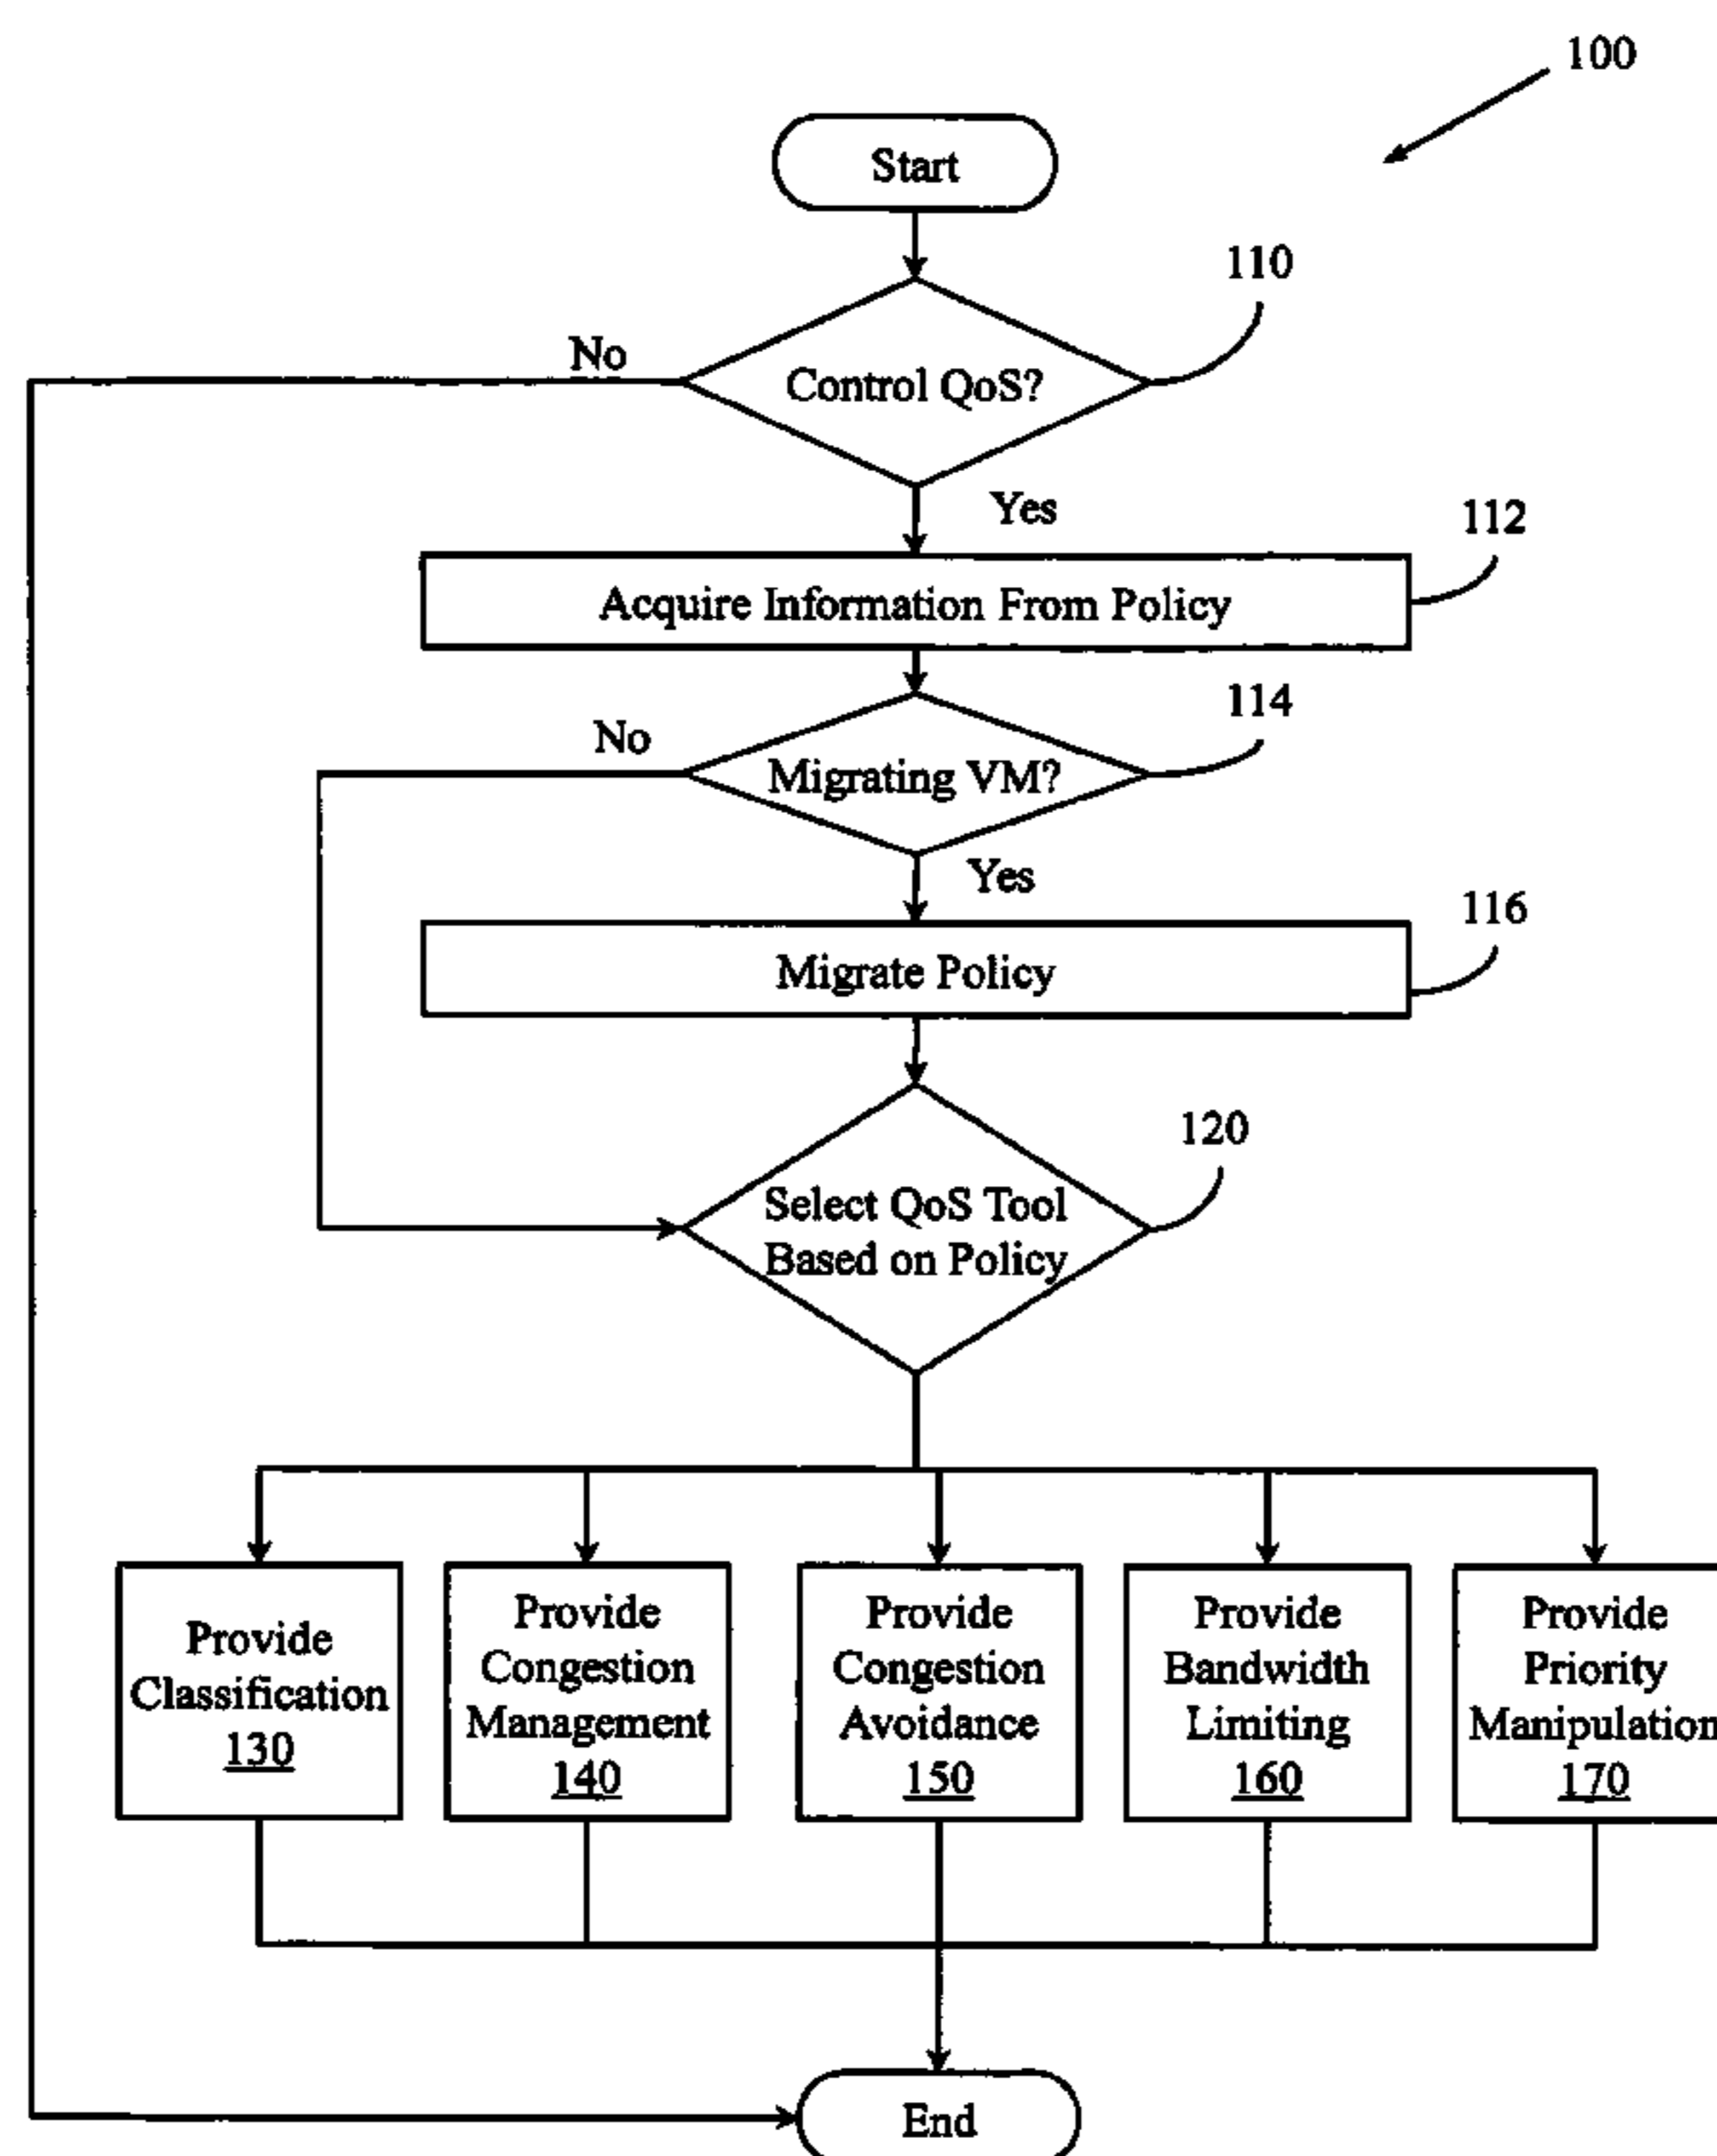 100
Start
110
No
Control QoS?
Yes
112
Acquire Information From Policy
114
No
Migrating VM?
Yes
116
Migrate Policy
120
Select QoS Tool
Based on Policy
Provide
Classification
130
Provide
Congestion
Management
140
Provide
Congestion
Avoidance
150
Provide
Bandwidth
Limiting
160
Provide
Priority
Manipulation
170
End